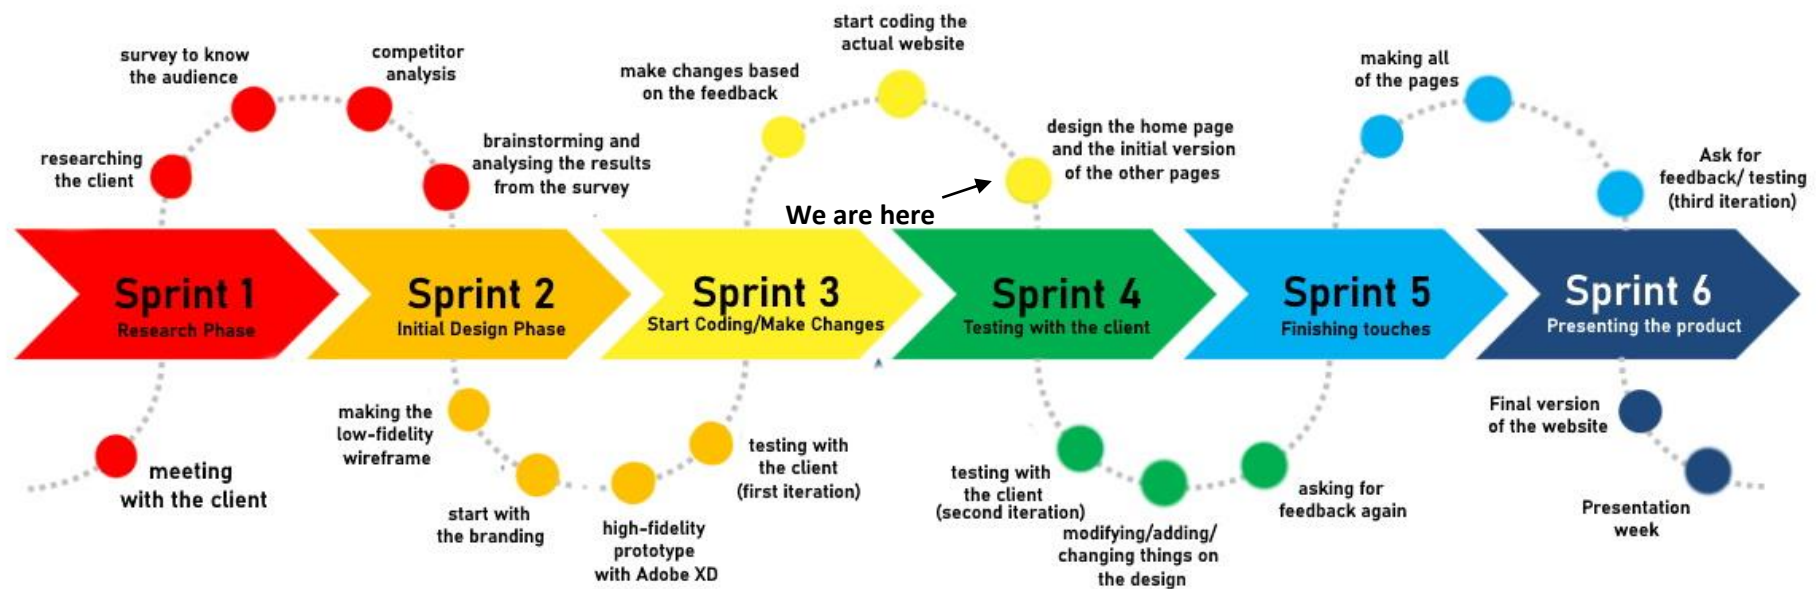 survey to know
the audience
competitor
analysis
researching
the client
brainstorming and
analysing the results
from the survey
make changes based
on the feedback
start coding the
actual website
design the home page
and the initial version
of the other pages
We are here
making all
of the pages
Ask for
feedback/ testing
(third iteration)
Sprint 1
Research Phase
Sprint 2
Initial Design Phase
Sprint 3
Start Coding/Make Changes
Sprint 4
Testing with the client
Sprint 5
Finishing touches
Sprint 6
Presenting the product
meeting
with the client
making the
low-fidelity
wireframe
start with
the branding
high-fidelity
prototype
with Adobe XD
testing with
the client
(first iteration)
testing with
the client
(second iteration)
modifying/adding/
changing things on
the design
asking for
feedback again
Final version
of the website
Presentation
week